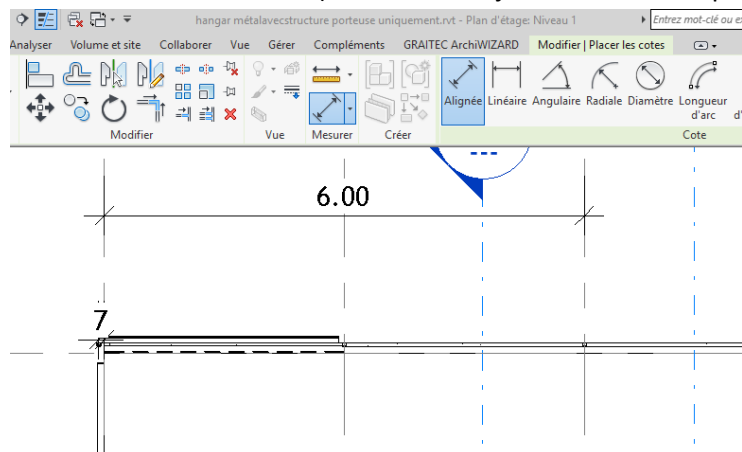 hangar métalavecstructure porteuse uniquement.rvt - Plan d'étage: Niveau 1
Entrez mot-clé ou ex
Analyser Volume et site Collaborer Vue Gérer Compléments GRAITEC ArchiWIZARD Modifier | Placer les cotes
Alignée Linéaire Angulaire Radiale Diamètre Longueur
d'arc d'
Modifier Vue Mesurer Créer Cote
6.00
7